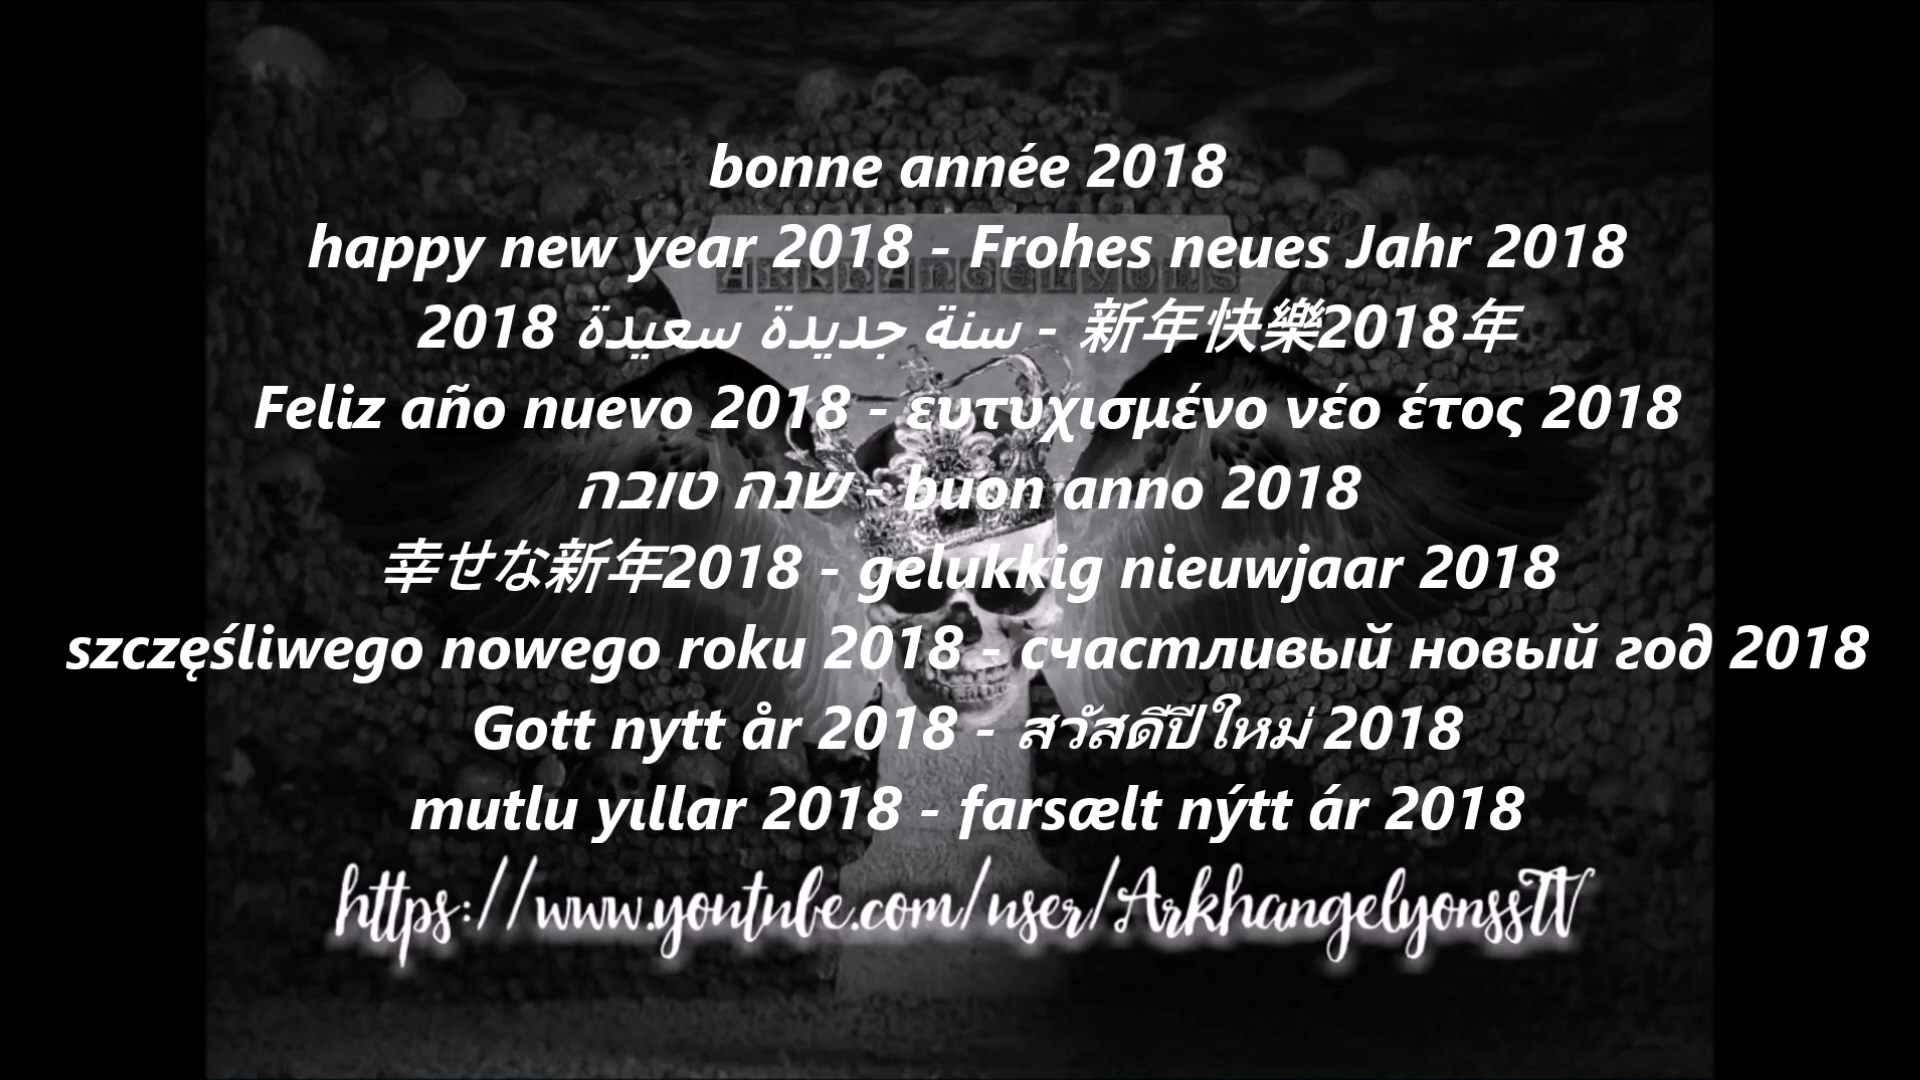 bonne année 2018
happy new year 2018 - Frohes neues Jahr 2018
ARKHANGELYONS
سنة جديدة سعيدة 2018 - 新年快樂2018年
Feliz año nuevo 2018 - ευτυχισμένο νέο έτος 2018
שנה טובה - buon anno 2018
幸せな新年2018 - gelukkig nieuwjaar 2018
szczęśliwego nowego roku 2018 - счастливый новый год 2018
Gott nytt år 2018 - สวัสดีปีใหม่ 2018
mutlu yıllar 2018 - farsælt nýtt ár 2018
https://www.youtube.com/user/ArkhangelyonssTV